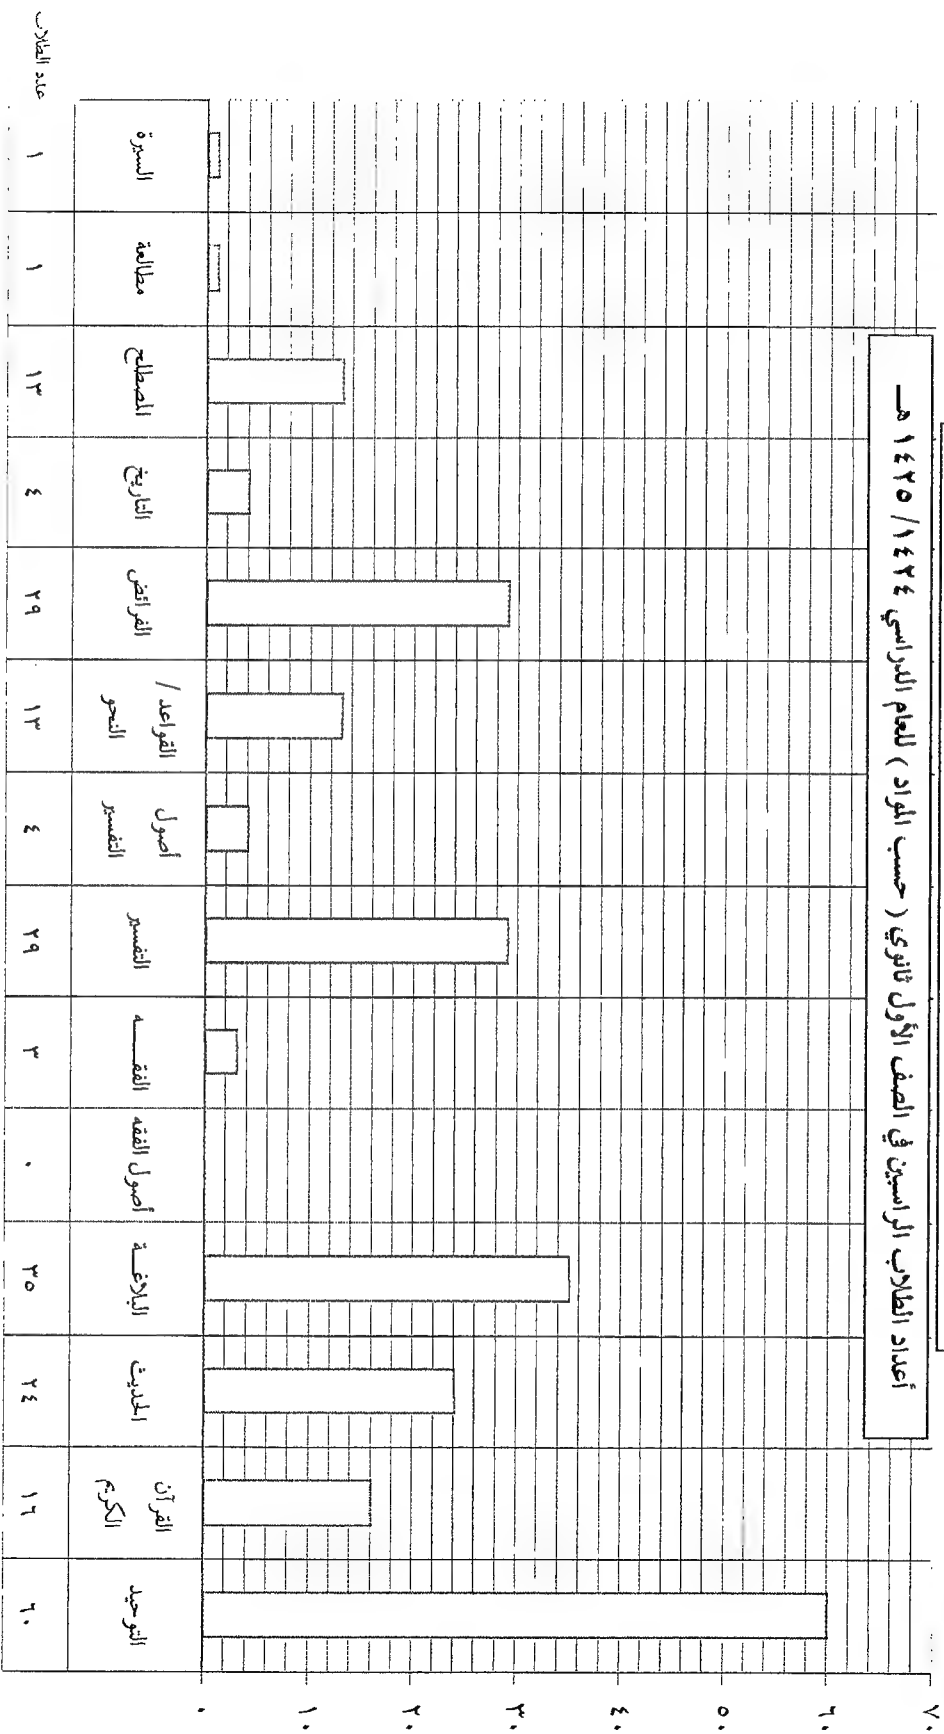 أعداد الطلاب الراسبين في الصف الأول ثانوي ( حسب المواد ) للعام الدراسي ١٤٢٤/ ١٤٢٥ هـ
٧٠
٦٠
٥٠
٤٠
٣٠
٢٠
١٠
٠
التوحيد
القرآن
الكريم
الحديث
البلاغـــة
أصول الفقه
الفقـــــه
التفسير
أصول
التفسير
القواعد /
النحو
الفرائض
التاريخ
المصطلح
مطالعة
السيرة
٦٠ ١٦ ٢٤ ٣٥ ٠ ٣ ٢٩ ٤ ١٣ ٢٩ ٤ ١٣ ١ ١ عدد الطلاب